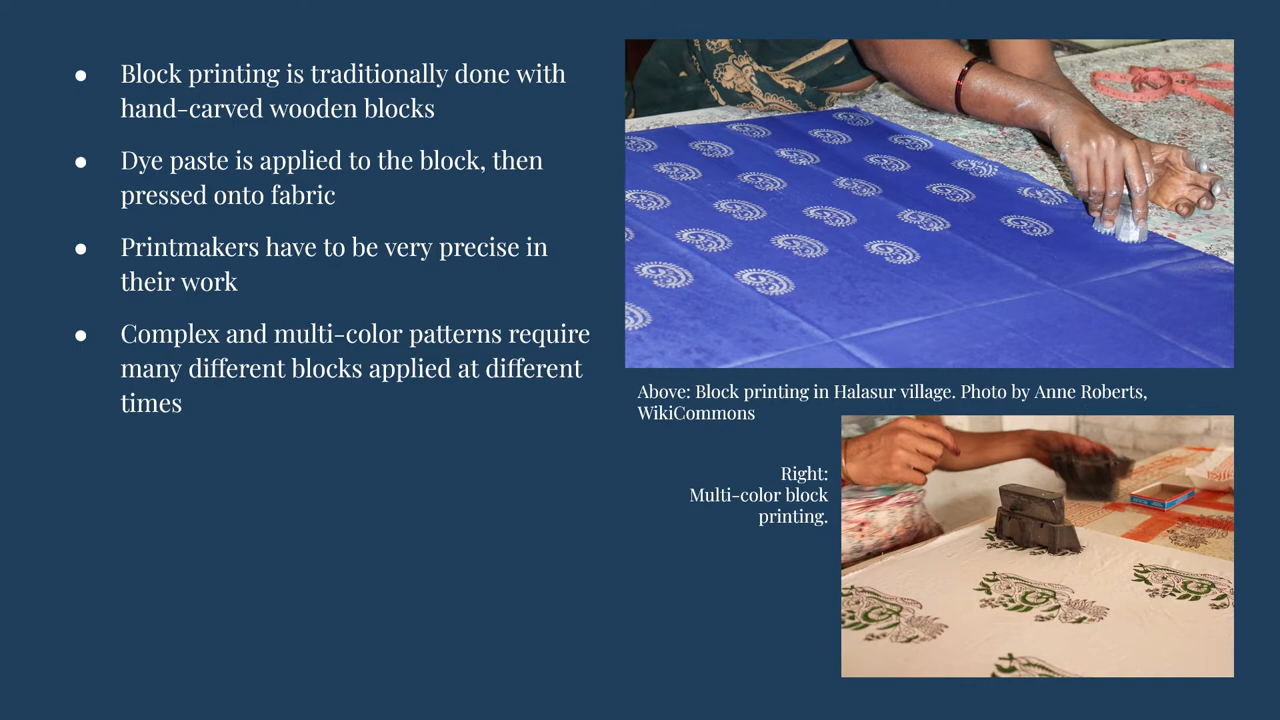 ● Block printing is traditionally done with
hand-carved wooden blocks
● Dye paste is applied to the block, then
pressed onto fabric
● Printmakers have to be very precise in
their work
● Complex and multi-color patterns require
many different blocks applied at different
times
Above: Block printing in Halasur village. Photo by Anne Roberts,
WikiCommons
Right:
Multi-color block
printing.